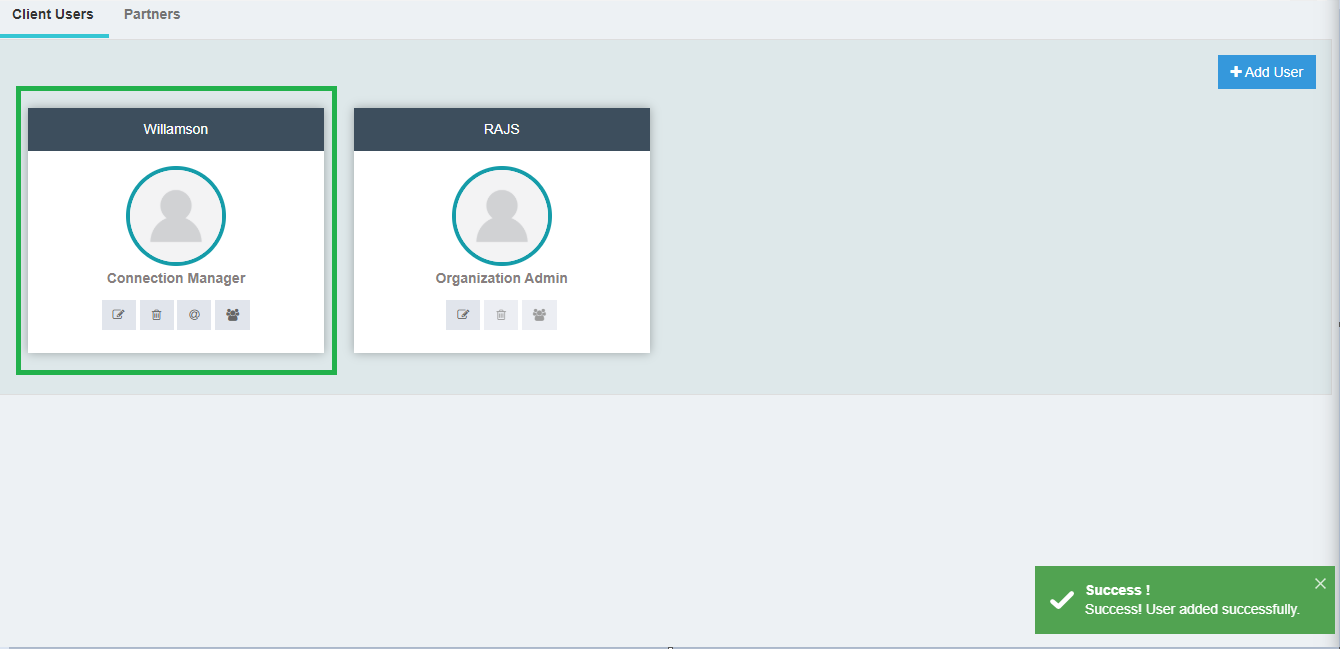 Client Users
Partners
Add User
Willamson
RAJS
Connection Manager
Organization Admin
@
Success !
Success! User added successfully.